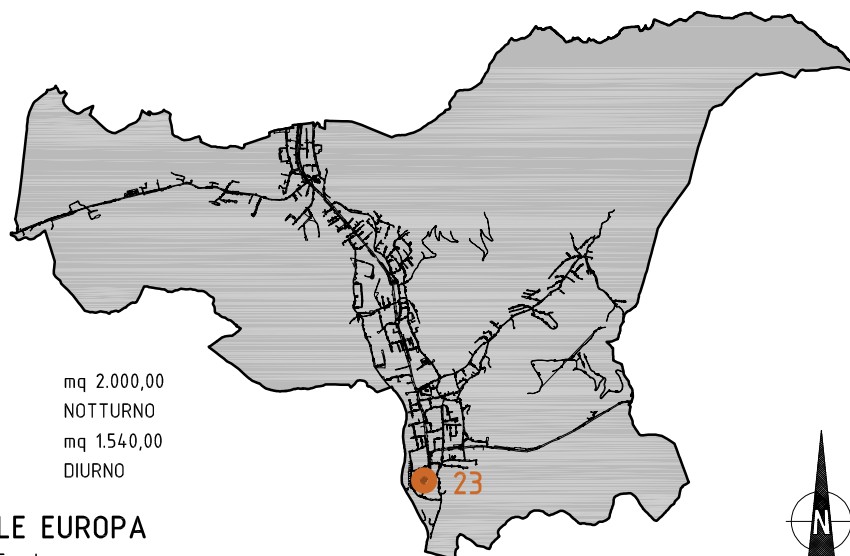 mq 2.000,00
NOTTURNO
mq 1.540,00
DIURNO
23
LE EUROPA
N